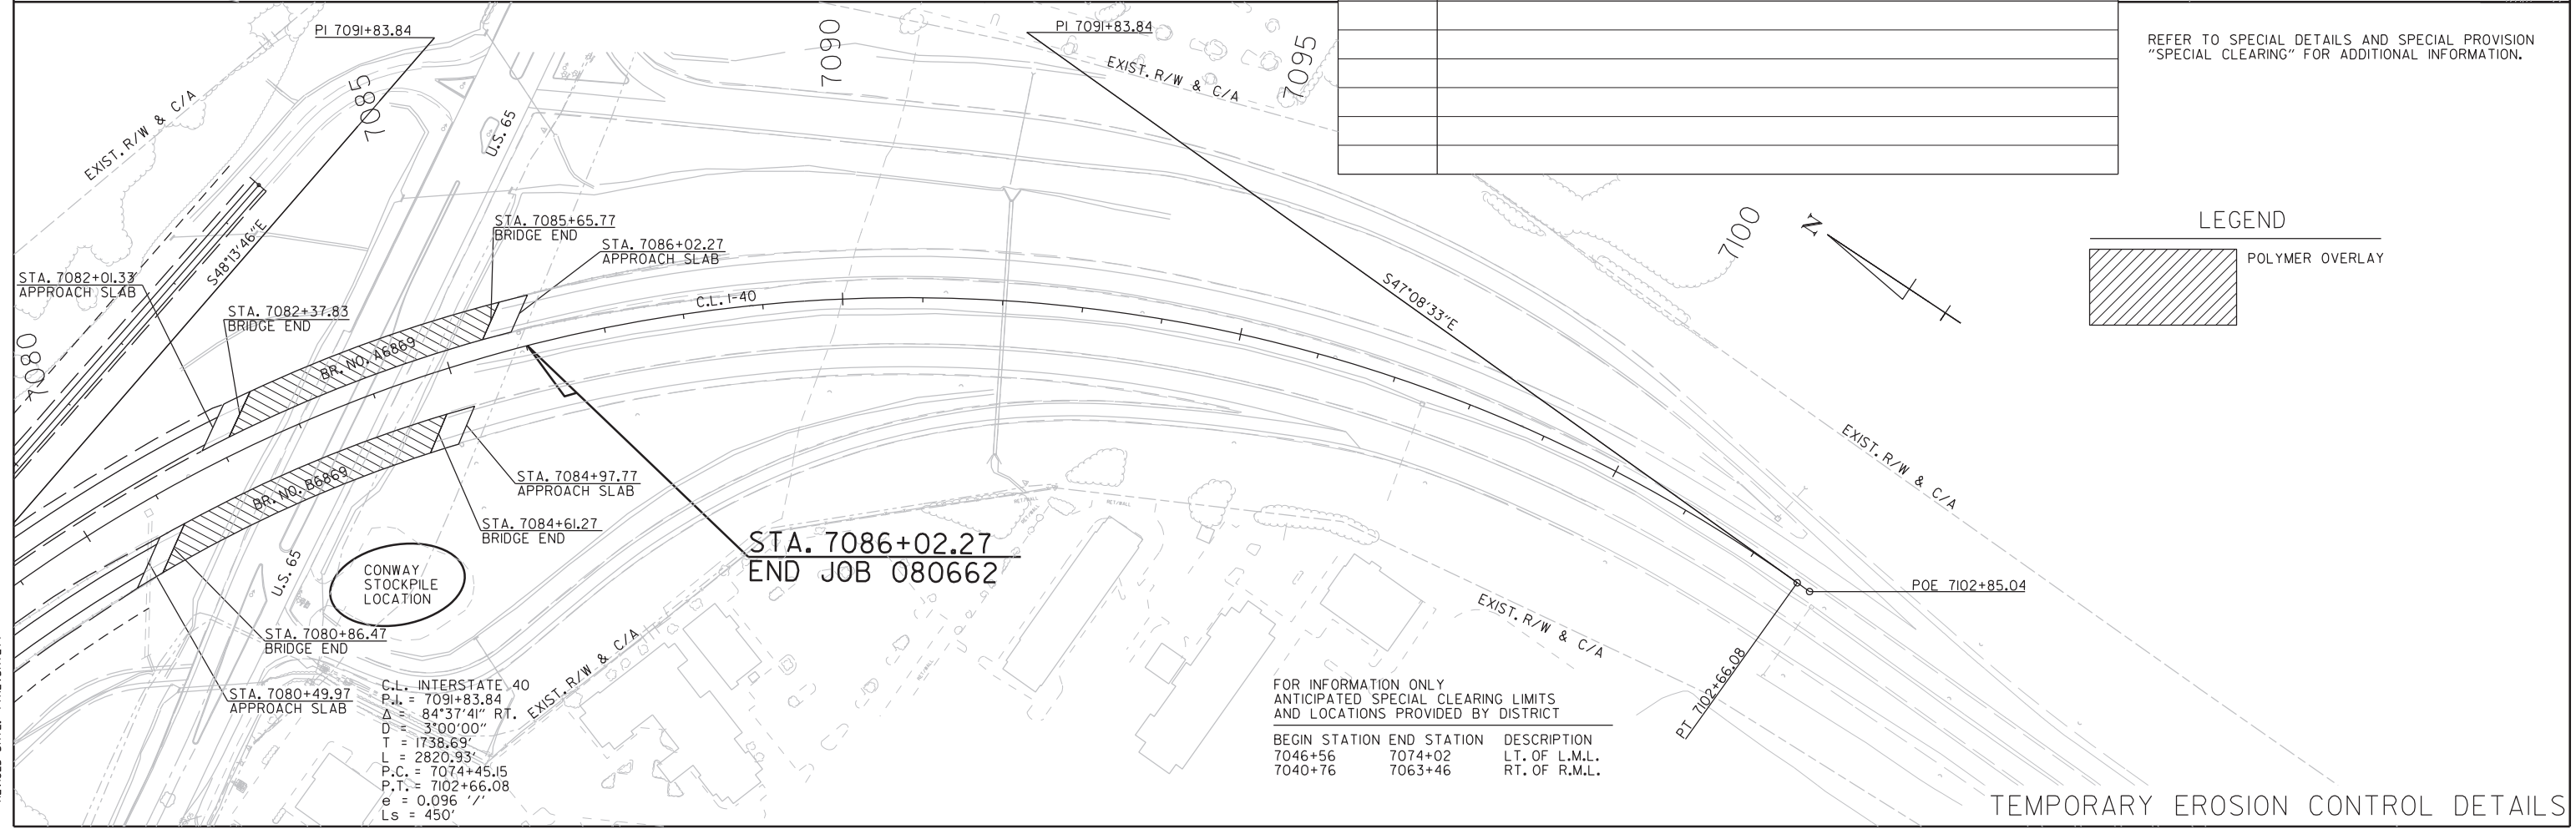 PI 7091+83.84
7090
PI 7091+83.84
7095
EXIST. R/W & C/A
REFER TO SPECIAL DETAILS AND SPECIAL PROVISION
"SPECIAL CLEARING" FOR ADDITIONAL INFORMATION.
7085
EXIST. R/W & C/A
U.S. 65
LEGEND
POLYMER OVERLAY
7100
N
STA. 7085+65.77
BRIDGE END
STA. 7086+02.27
APPROACH SLAB
S48°13'46"E
STA. 7082+01.33
APPROACH SLAB
STA. 7082+37.83
BRIDGE END
C.L. I-40
S47°08'33"E
7080
BR. NO. A6869
BR. NO. B6869
STA. 7084+97.77
APPROACH SLAB
STA. 7084+61.27
BRIDGE END
EXIST. R/W & C/A
STA. 7086+02.27
END JOB 080662
CONWAY
STOCKPILE
LOCATION
U.S. 65
POE 7102+85.04
EXIST. R/W & C/A
STA. 7080+86.47
BRIDGE END
STA. 7080+49.97
APPROACH SLAB
EXIST. R/W & C/A
PT 7102+66.08
C.L. INTERSTATE 40
P.I. = 7091+83.84
Δ = 84°37'41" RT.
D = 3°00'00"
T = 1738.69'
L = 2820.93'
P.C. = 7074+45.15
P.T. = 7102+66.08
e = 0.096 '/'
Ls = 450'
FOR INFORMATION ONLY
ANTICIPATED SPECIAL CLEARING LIMITS
AND LOCATIONS PROVIDED BY DISTRICT
BEGIN STATION END STATION DESCRIPTION
7046+56 7074+02 LT. OF L.M.L.
7040+76 7063+46 RT. OF R.M.L.
TEMPORARY EROSION CONTROL DETAILS